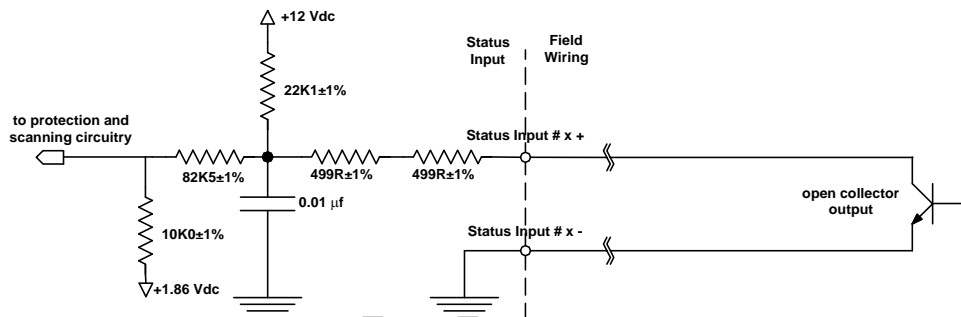 +12 Vdc
Status
Input
Field
Wiring
22K1±1%
to protection and
scanning circuitry
Status Input # x +
82K5±1%
499R±1%
499R±1%
open collector
output
0.01 μf
10K0±1%
Status Input # x -
+1.86 Vdc